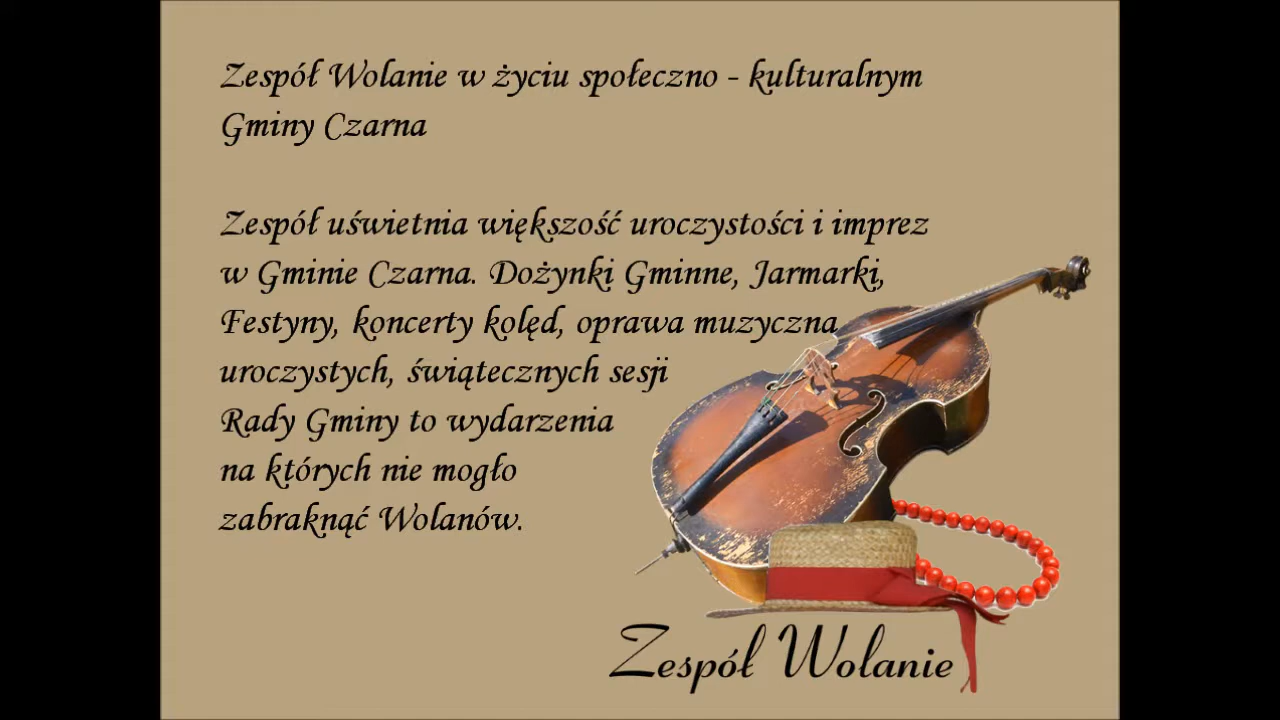 Zespół Wolanie w życiu społeczno - kulturalnym
Gminy Czarna
Zespół uświetnia większość uroczystości i imprez
w Gminie Czarna. Dożynki Gminne, Jarmarki,
Festyny, koncerty kolęd, oprawa muzyczna
uroczystych, świątecznych sesji
Rady Gminy to wydarzenia
na których nie mogło
zabraknąć Wolanów.
Zespół Wolanie